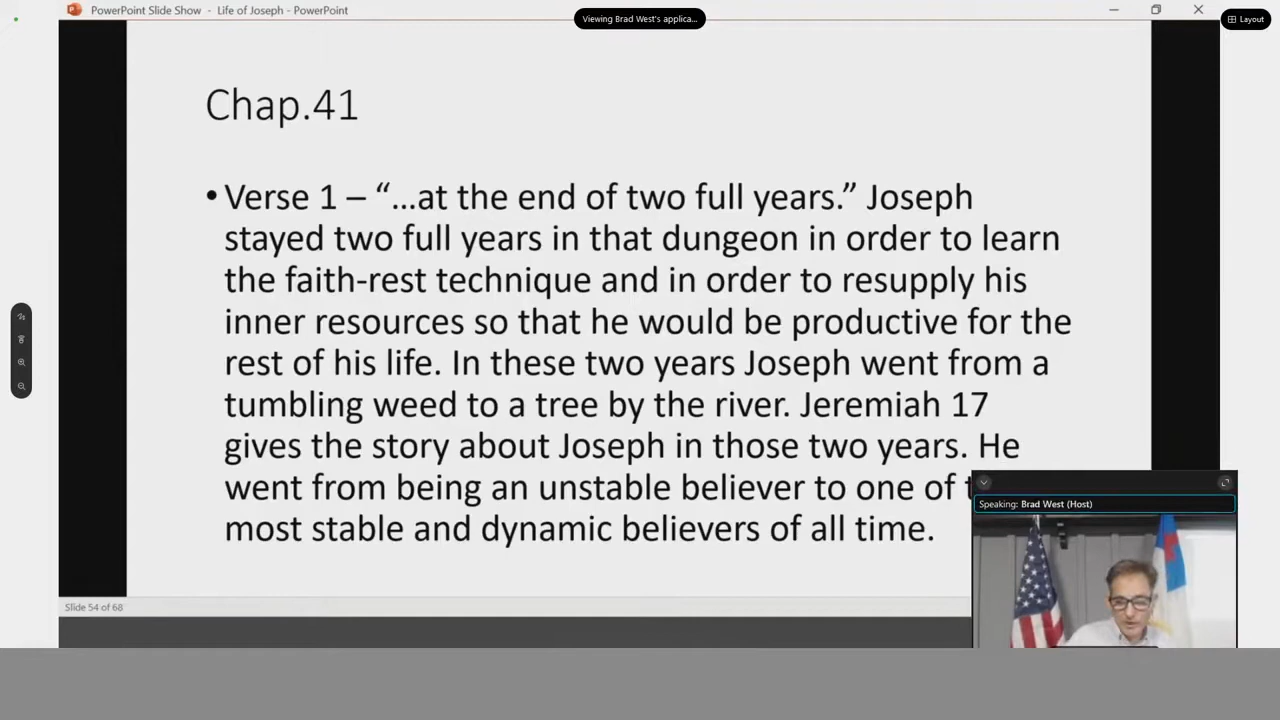 PowerPoint Slide Show - Life of Joseph - PowerPoint
Viewing Brad West's applica...
Layout
Chap.41
• Verse 1 – “...at the end of two full years.” Joseph
stayed two full years in that dungeon in order to learn
the faith-rest technique and in order to resupply his
inner resources so that he would be productive for the
rest of his life. In these two years Joseph went from a
tumbling weed to a tree by the river. Jeremiah 17
gives the story about Joseph in those two years. He
went from being an unstable believer to one of
most stable and dynamic believers of all time.
Speaking: Brad West (Host)
Slide 54 of 68